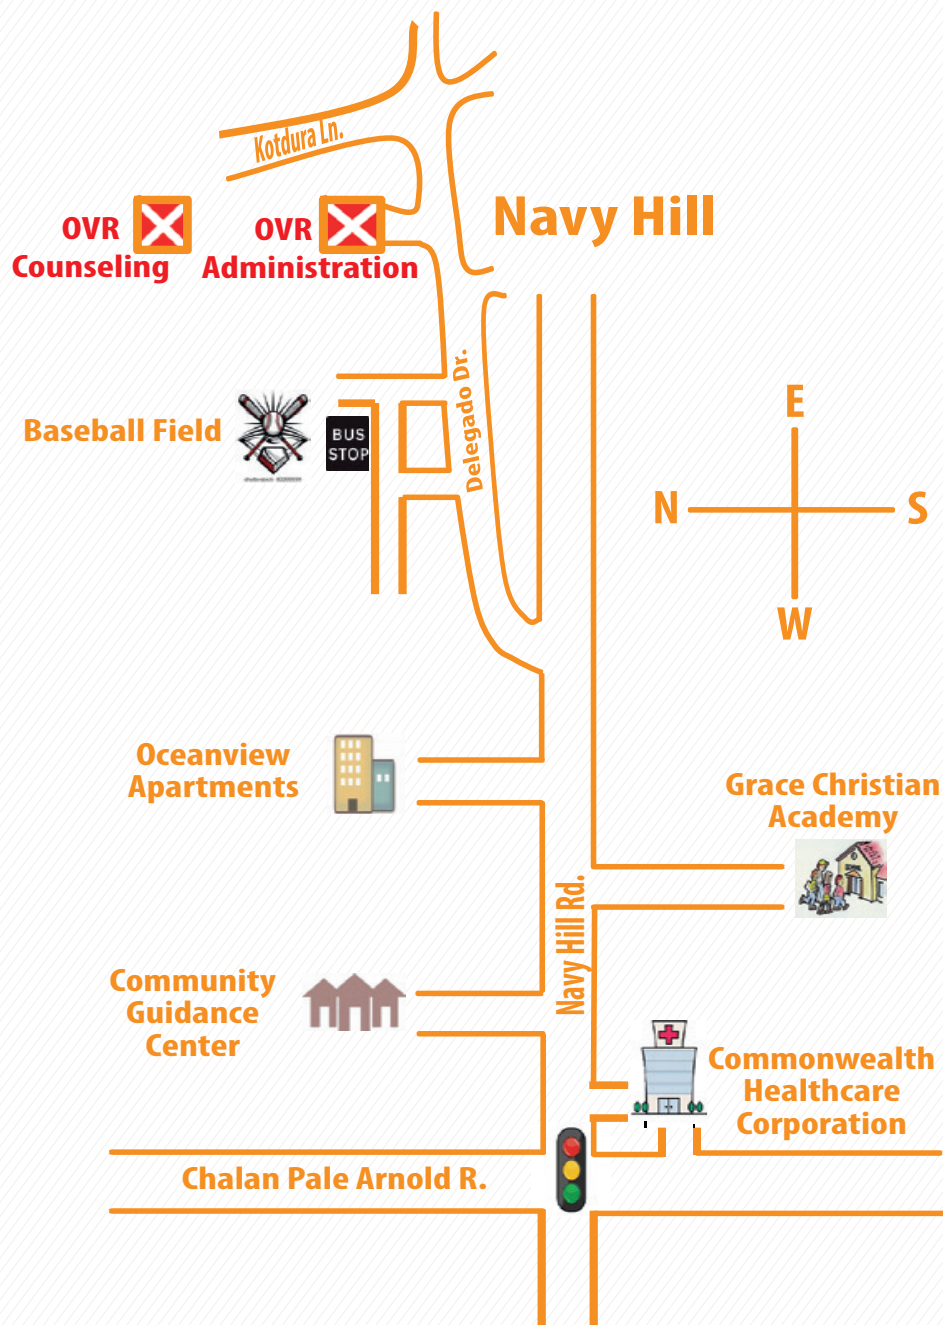 Kotdura Ln.
Navy Hill
OVR
Counseling
OVR
Administration
Delegado Dr.
E
N
S
W
Baseball Field
BUS
STOP
Oceanview
Apartments
Grace Christian
Academy
Navy Hill Rd.
Community
Guidance
Center
Commonwealth
Healthcare
Corporation
Chalan Pale Arnold R.